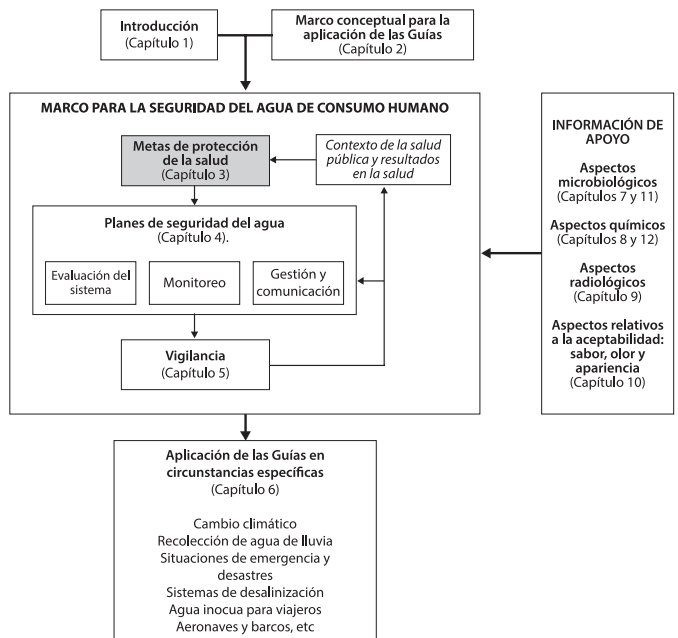 Introducción
(Capítulo 1)
Marco conceptual para la
aplicación de las Guías
(Capítulo 2)
MARCO PARA LA SEGURIDAD DEL AGUA DE CONSUMO HUMANO
Metas de protección
de la salud
(Capítulo 3)
Contexto de la salud
pública y resultados
en la salud
Planes de seguridad del agua
(Capítulo 4).
Evaluación del
sistema
Monitoreo
Gestión y
comunicación
Vigilancia
(Capítulo 5)
INFORMACIÓN DE
APOYO
Aspectos
microbiológicos
(Capítulos 7 y 11)
Aspectos químicos
(Capítulos 8 y 12)
Aspectos
radiológicos
(Capítulo 9)
Aspectos relativos
a la aceptabilidad:
sabor, olor y
apariencia
(Capítulo 10)
Aplicación de las Guías en
circunstancias específicas
(Capítulo 6)
Cambio climático
Recolección de agua de lluvia
Situaciones de emergencia y
desastres
Sistemas de desalinización
Agua inocua para viajeros
Aeronaves y barcos, etc